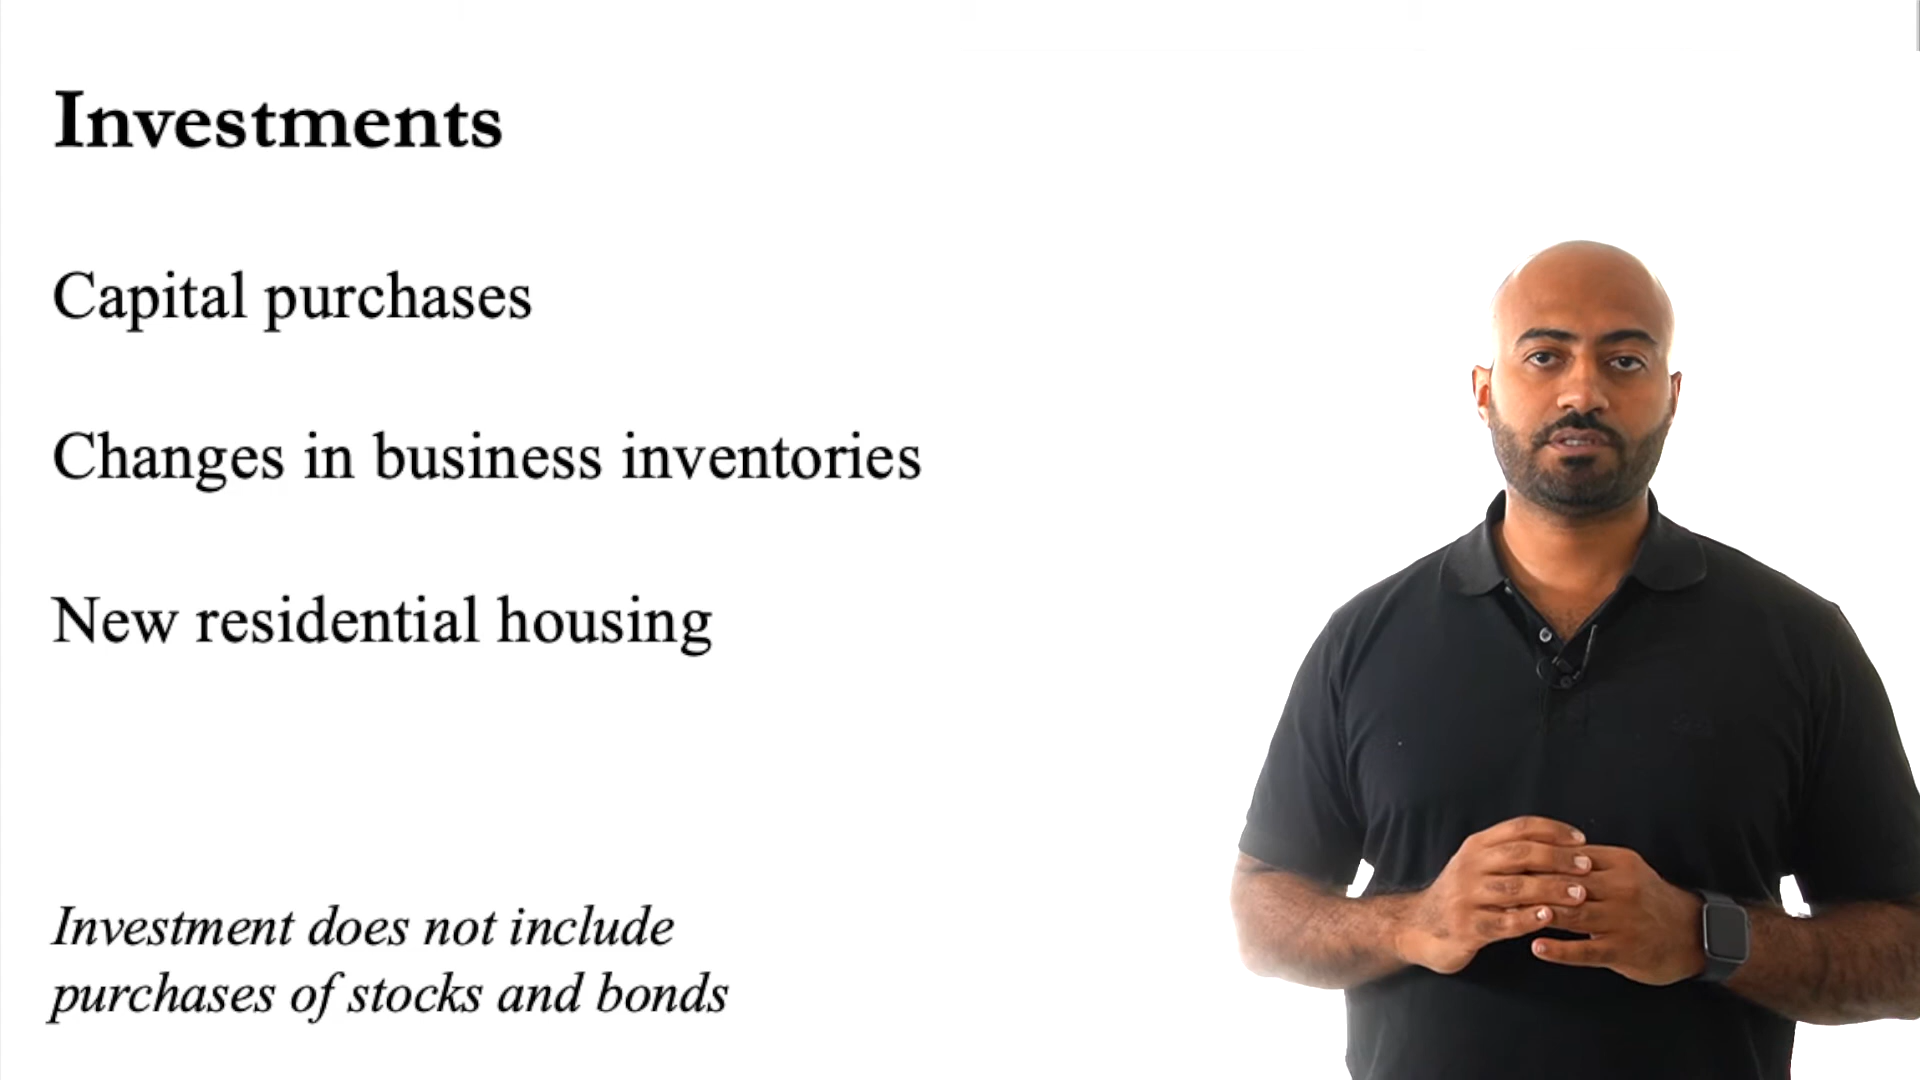 Investments
Capital purchases
Changes in business inventories
New residential housing
Investment does not include
purchases of stocks and bonds